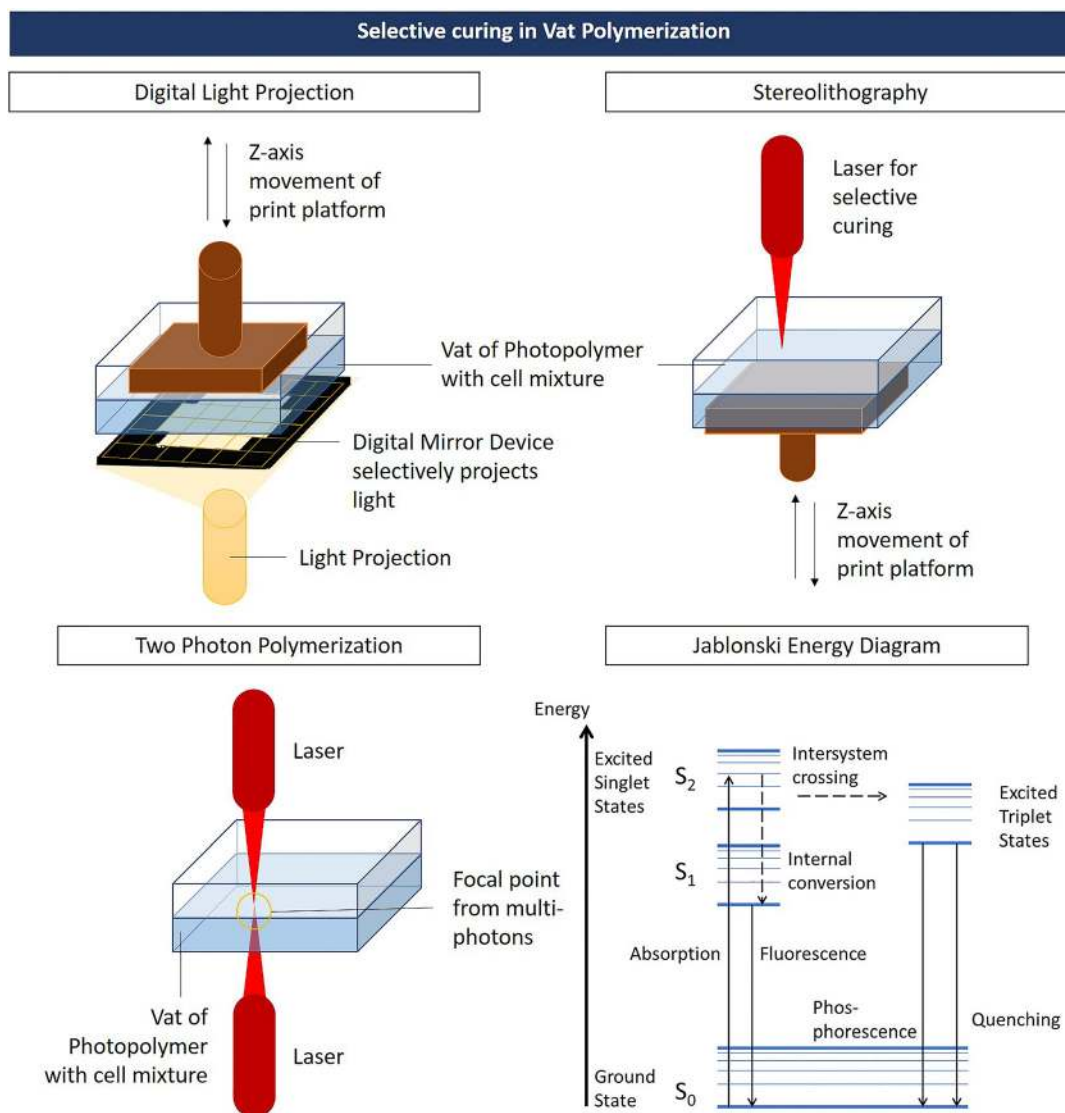 Selective curing in Vat Polymerization
Digital Light Projection
Z-axis
movement of
print platform
Vat of Photopolymer
with cell mixture
Digital Mirror Device
selectively projects
light
Light Projection
Stereolithography
Laser for
selective
curing
Z-axis
movement of
print platform
Two Photon Polymerization
Laser
Focal point
from multi-
photons
Vat of
Photopolymer
with cell mixture
Laser
Jablonski Energy Diagram
Energy
Excited
Singlet
States
S2
Intersystem
crossing
Excited
Triplet
States
S1
Internal
conversion
Absorption
Fluorescence
Phos-
phorescence
Quenching
Ground
State
S0